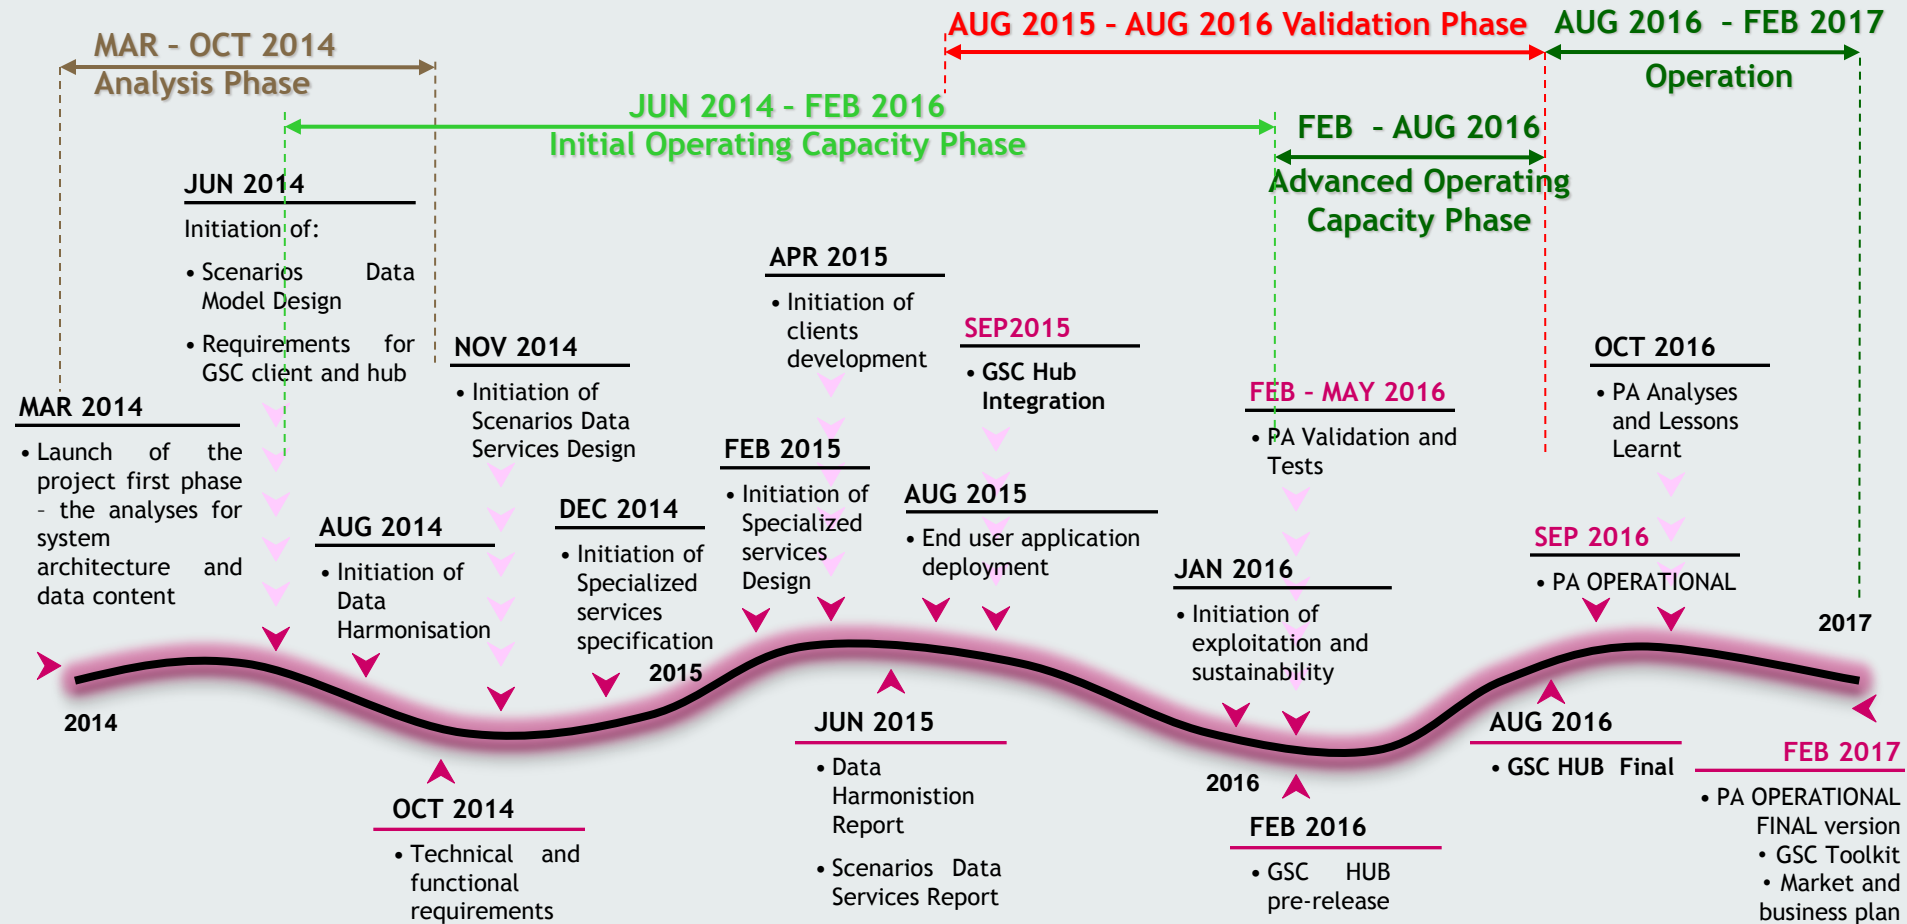 MAR – OCT 2014
Analysis Phase
AUG 2015 – AUG 2016 Validation Phase
AUG 2016  – FEB 2017
Operation
JUN 2014 – FEB 2016
Initial Operating Capacity Phase
FEB  – AUG 2016
Advanced Operating
Capacity Phase
MAR 2014
• Launch of the
project first phase
– the analyses for
system
architecture and
data content
JUN 2014
Initiation of:
• Scenarios Data
Model Design
• Requirements for
GSC client and hub
AUG 2014
• Initiation of
Data
Harmonisation
NOV 2014
• Initiation of
Scenarios Data
Services Design
DEC 2014
• Initiation of
Specialized
services
specification
FEB 2015
• Initiation of
Specialized
services
Design
APR 2015
• Initiation of
clients
development
AUG 2015
• End user application
deployment
SEP2015
• GSC Hub
Integration
JAN 2016
• Initiation of
exploitation and
sustainability
FEB – MAY 2016
• PA Validation and
Tests
SEP 2016
• PA OPERATIONAL
OCT 2016
• PA Analyses
and Lessons
Learnt
2014
2015
2016
2017
OCT 2014
• Technical and
functional
requirements
JUN 2015
• Data
Harmonistion
Report
• Scenarios Data
Services Report
FEB 2016
• GSC HUB
pre-release
AUG 2016
• GSC HUB  Final
FEB 2017
• PA OPERATIONAL
FINAL version
• GSC Toolkit
• Market and
business plan